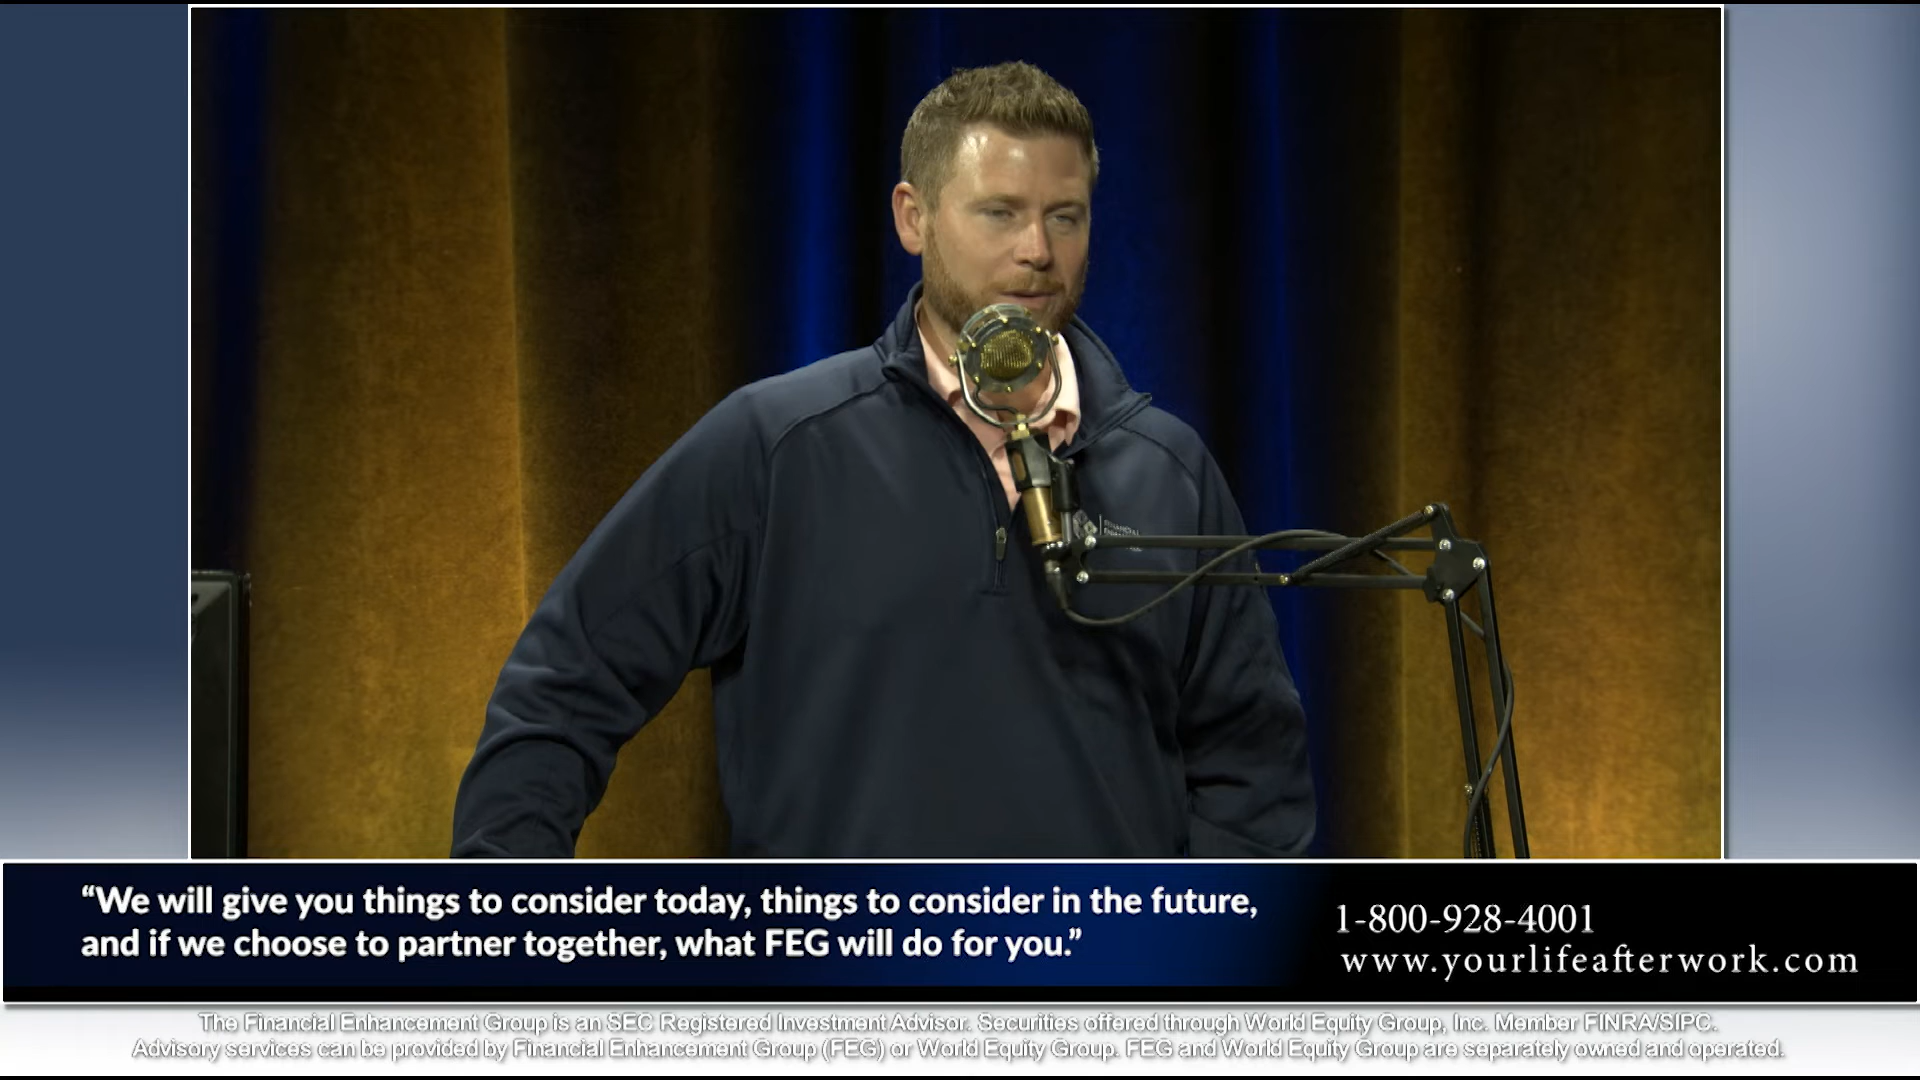 “We will give you things to consider today, things to consider in the future,
and if we choose to partner together, what FEG will do for you.”
1-800-928-4001
www.yourlifeafterwork.com
The Financial Enhancement Group is an SEC Registered Investment Advisor. Securities offered through World Equity Group, Inc. Member FINRA/SIPC.
Advisory services can be provided by Financial Enhancement Group (FEG) or World Equity Group. FEG and World Equity Group are separately owned and operated.